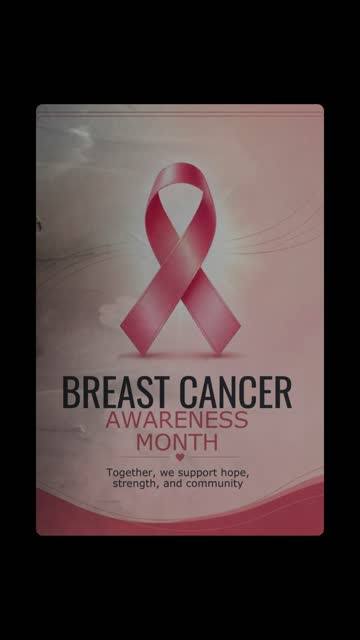 BREAST CANCER
AWARENESS
MONTH
Together, we support hope,
strength, and community